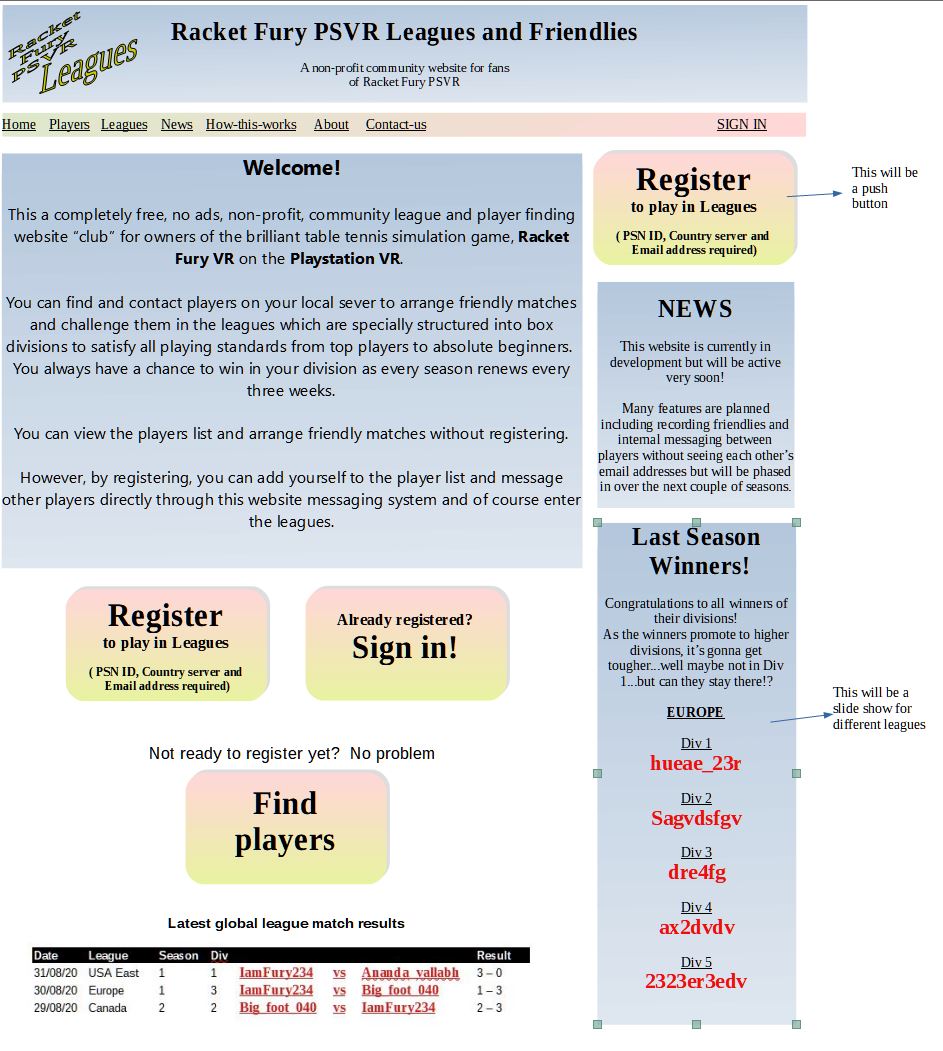 Racket
Fury
PSVR
Leagues
Racket Fury PSVR Leagues and Friendlies
A non-profit community website for fans
of Racket Fury PSVR
Home Players Leagues News How-this-works About Contact-us SIGN IN
Welcome!
This a completely free, no ads, non-profit, community league and player finding
website “club” for owners of the brilliant table tennis simulation game, Racket
Fury VR on the Playstation VR.
You can find and contact players on your local sever to arrange friendly matches
and challenge them in the leagues which are specially structured into box
divisions to satisfy all playing standards from top players to absolute beginners.
You always have a chance to win in your division as every season renews every
three weeks.
You can view the players list and arrange friendly matches without registering.
However, by registering, you can add yourself to the player list and message
other players directly through this website messaging system and of course enter
the leagues.
Register
to play in Leagues
( PSN ID, Country server and
Email address required)
This will be
a push
button
NEWS
This website is currently in
development but will be active
very soon!
Many features are planned
including recording friendlies and
internal messaging between
players without seeing each other’s
email addresses but will be phased
in over the next couple of seasons.
Last Season
Winners!
Congratulations to all winners of
their divisions!
As the winners promote to higher
divisions, it’s gonna get
tougher...well maybe not in Div
1...but can they stay there!?
EUROPE
Div 1
hueae_23r
Div 2
Sagvdsfgv
Div 3
dre4fg
Div 4
ax2dvdv
Div 5
2323er3edv
This will be a
slide show for
different leagues
Register
to play in Leagues
( PSN ID, Country server and
Email address required)
Already registered?
Sign in!
Not ready to register yet? No problem
Find
players
Latest global league match results
Date League Season Div Result
31/08/20 USA East 1 1 IamFury234 vs Ananda_vallabh 3 – 0
30/08/20 Europe 1 3 IamFury234 vs Big_foot_040 1 – 3
29/08/20 Canada 2 2 Big_foot_040 vs IamFury234 2 – 3